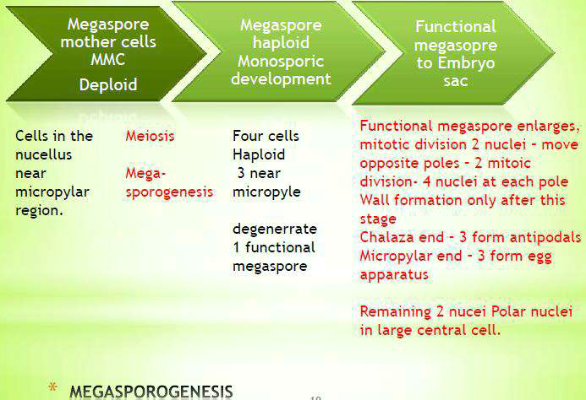 Megaspore
mother cells
MMC
Deploid
Megaspore
haploid
Monosporic
development
Functional
megasopre
to Embryo
sac
Cells in the
nucellus
near
micropylar
region.
Meiosis
Mega-
sporogenesis
Four cells
Haploid
3 near
micropyle
degenerrate
1 functional
megaspore
Functional megaspore enlarges,
mitotic division 2 nuclei - move
opposite poles - 2 mitoic
division- 4 nuclei at each pole
Wall formation only after this
stage
Chalaza end - 3 form antipodals
Micropylar end - 3 form egg
apparatus
Remaining 2 nucei Polar nuclei
in large central cell.
* MEGASPOROGENESIS